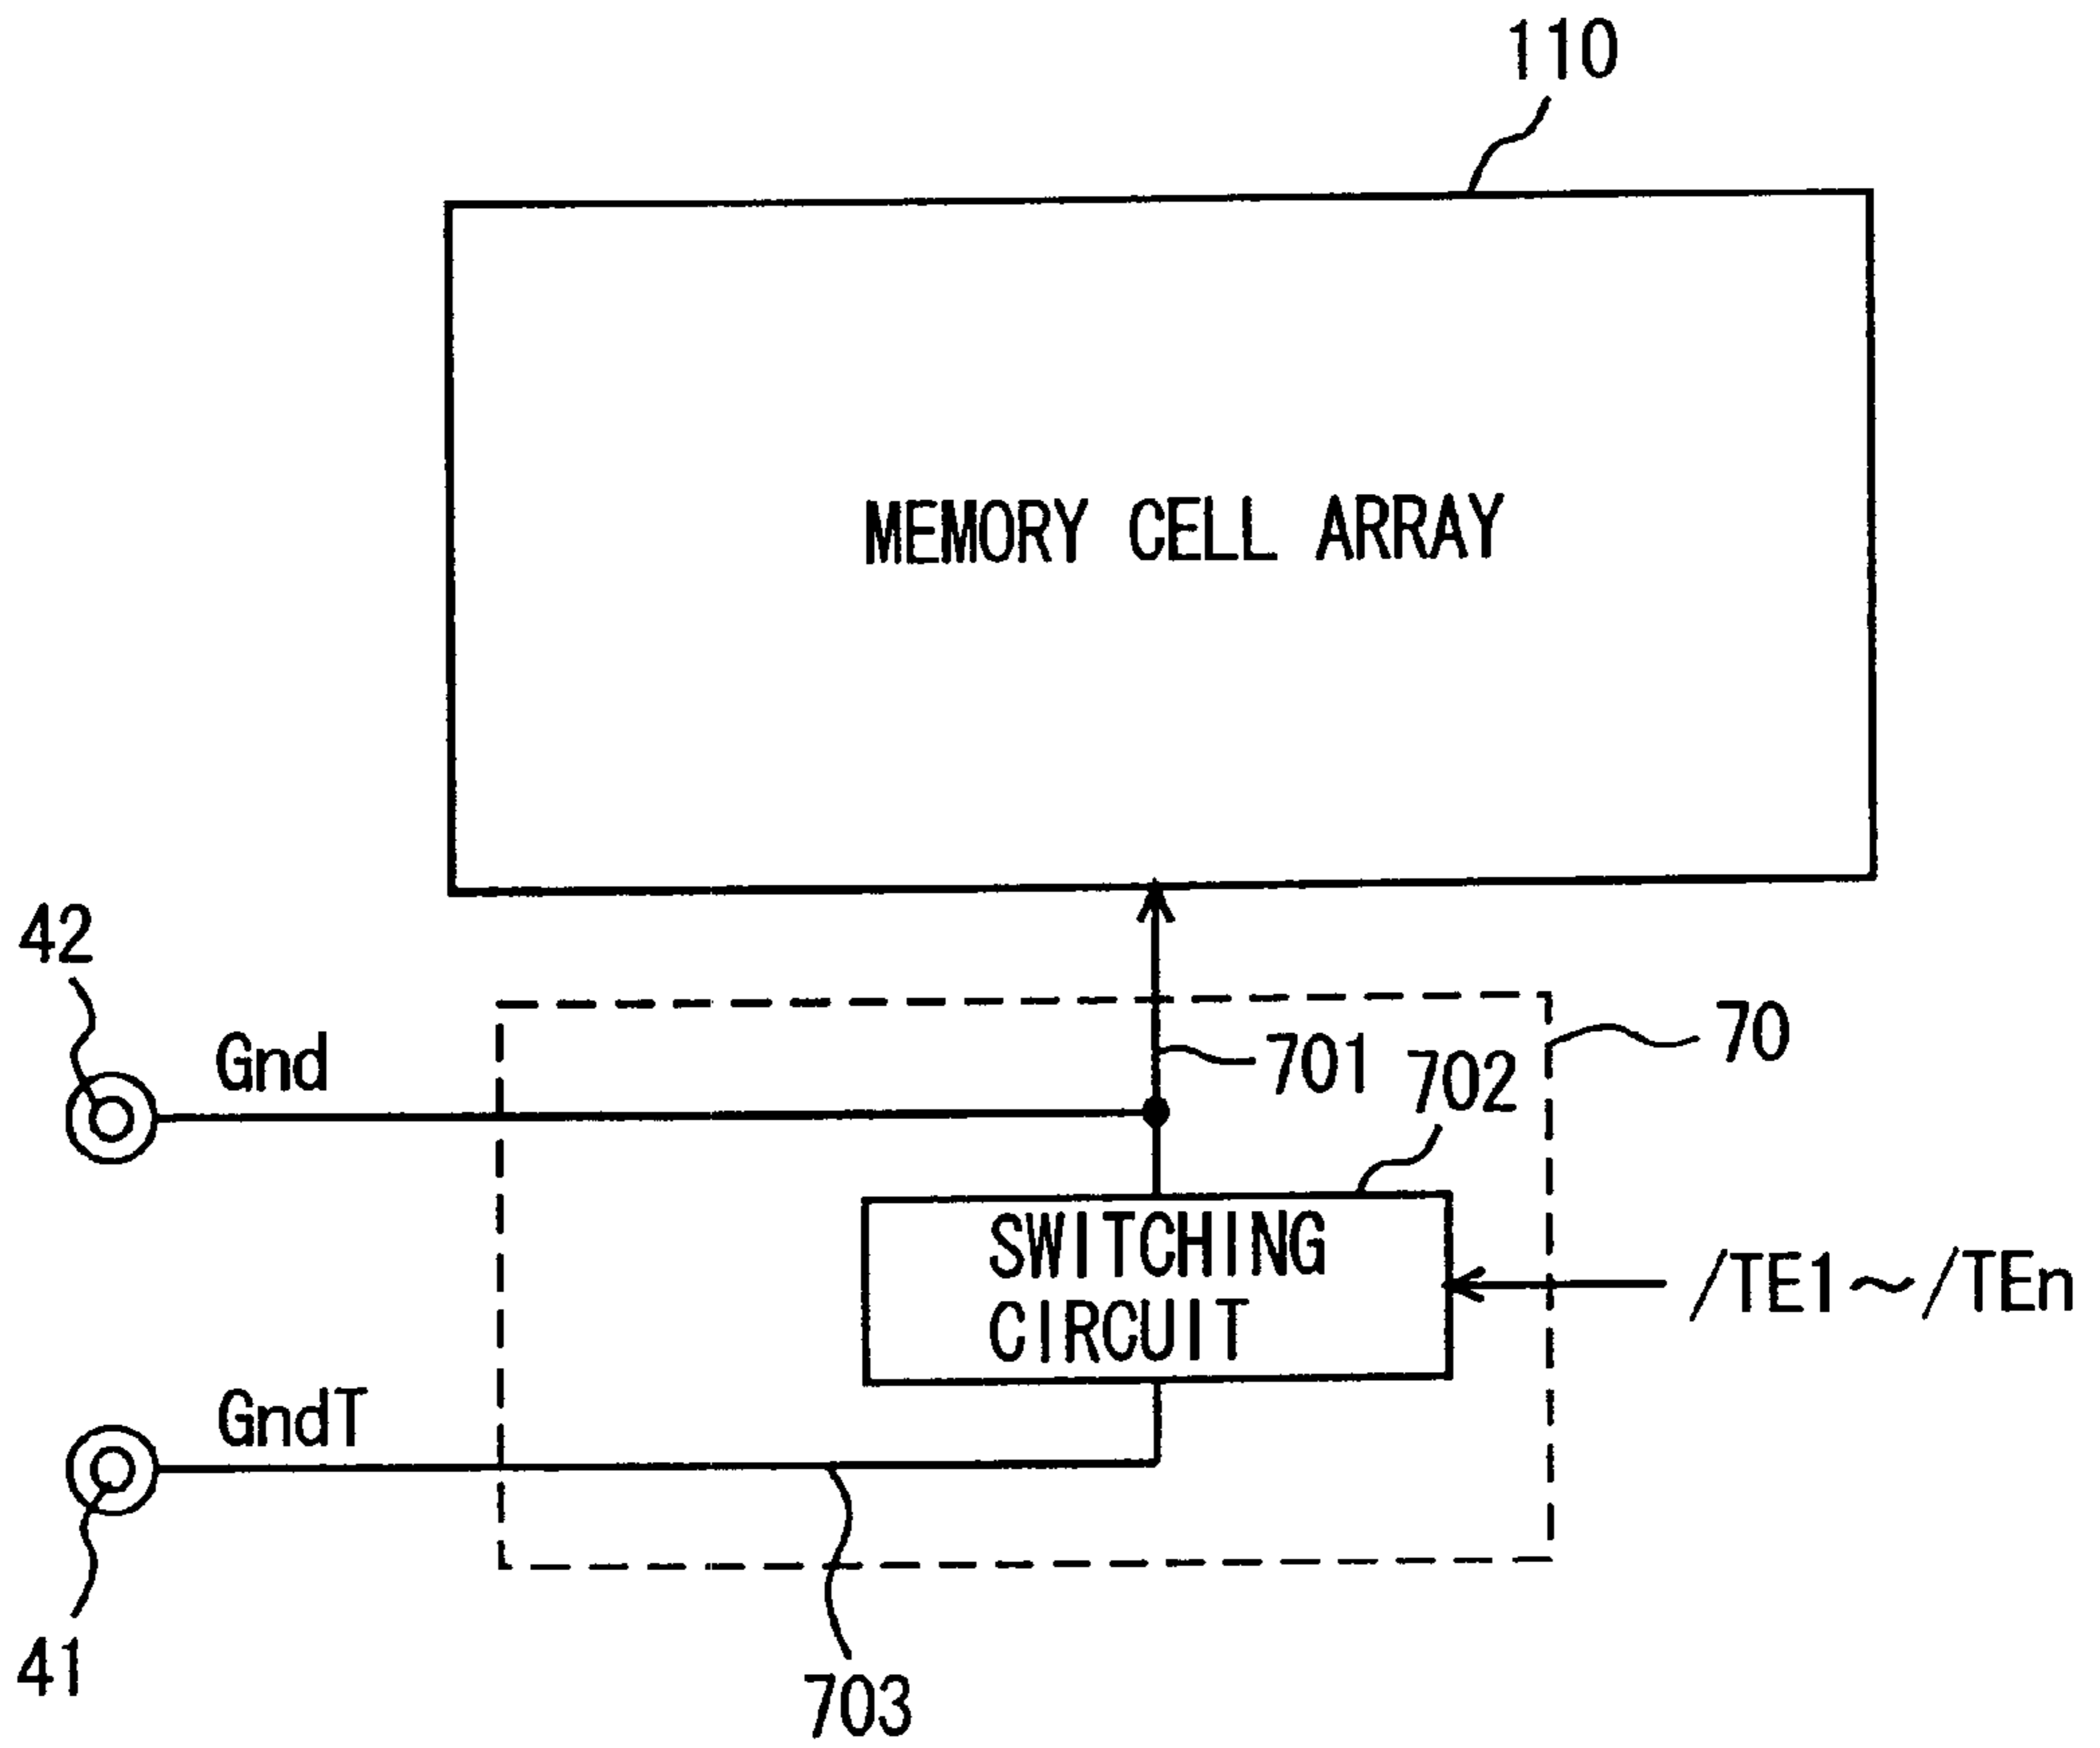 110
MEMORY CELL ARRAY
42
Gnd
701
702
70
SWITCHING
CIRCUIT
/TE1~/TEn
GndT
41
703